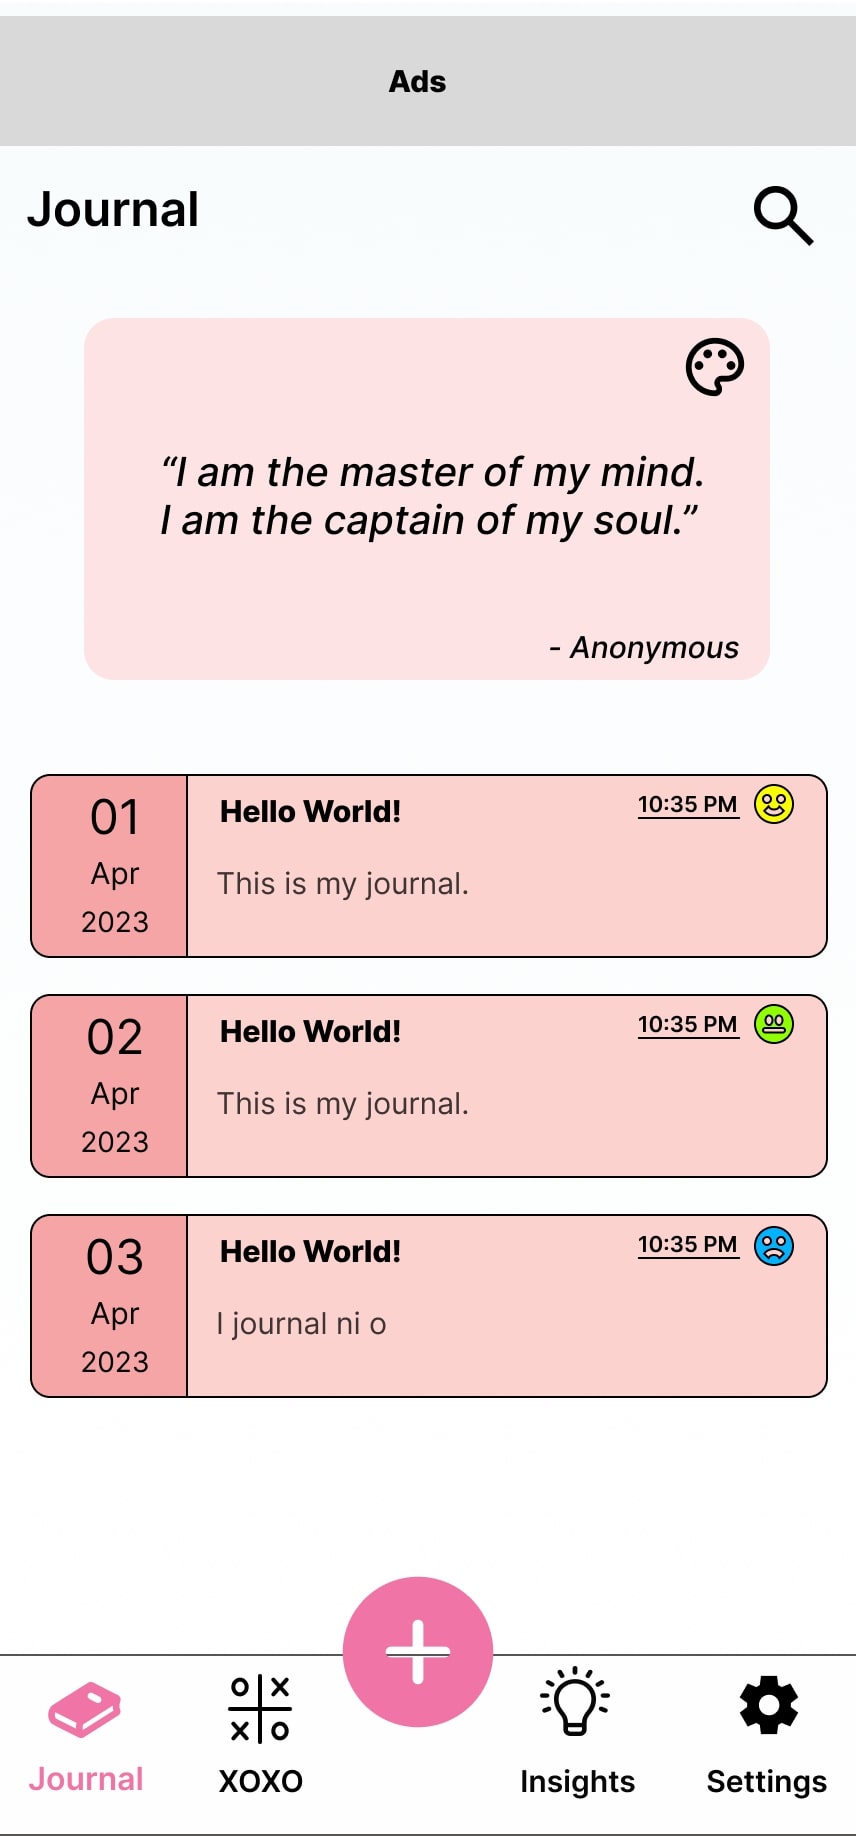 Ads
Journal
“I am the master of my mind.
I am the captain of my soul.”
- Anonymous
01
Apr
2023
Hello World!
10:35 PM
This is my journal.
02
Apr
2023
Hello World!
10:35 PM
This is my journal.
03
Apr
2023
Hello World!
10:35 PM
I journal ni o
Journal
XOXO
Insights
Settings